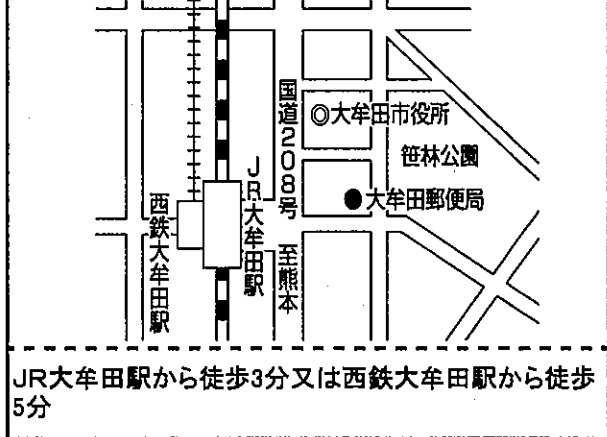 国道208号
◎大牟田市役所
笹林公園
JR大牟田駅
●大牟田郵便局
西鉄大牟田駅
至熊本
JR大牟田駅から徒歩3分又は西鉄大牟田駅から徒歩
5分